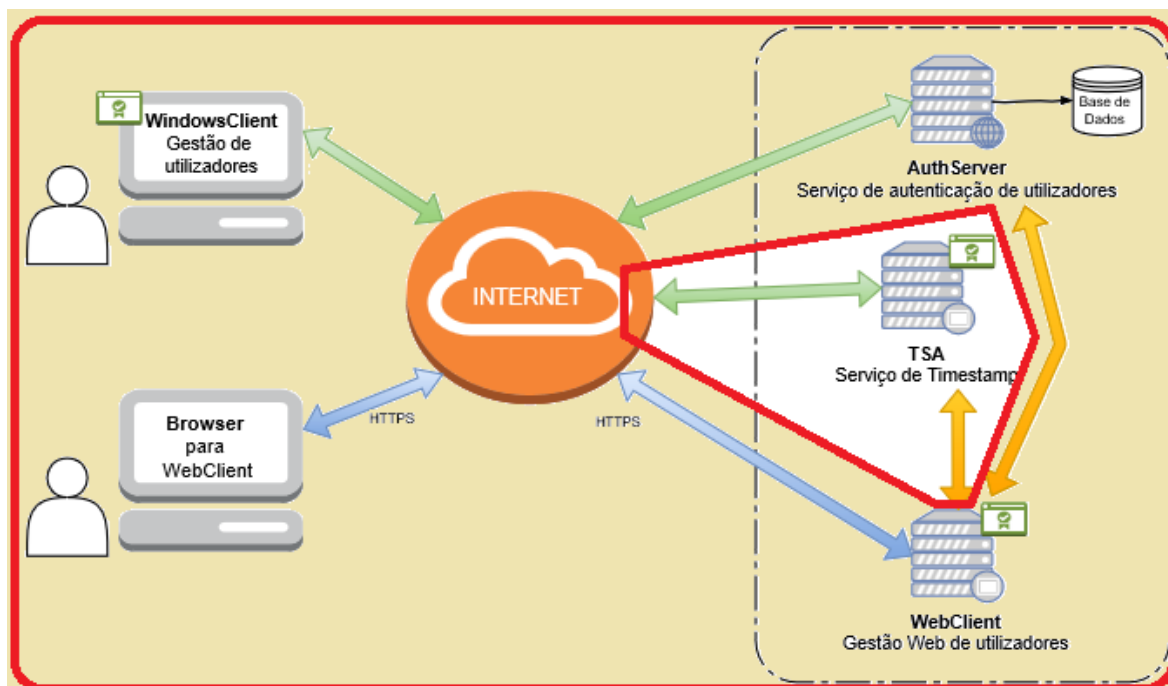 WindowsClient
Gestão de
utilizadores
Base de
Dados
AuthServer
Serviço de autenticação de utilizadores
INTERNET
TSA
Serviço de Timestamp
HTTPS
HTTPS
Browser
para
WebClient
WebClient
Gestão Web de utilizadores